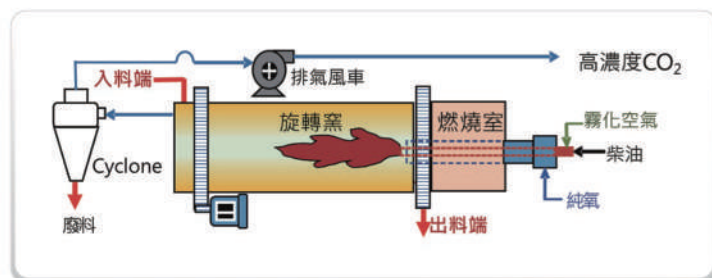 高濃度CO₂
排氣風車
入料端
旋轉窯
燃燒室
霧化空氣
柴油
Cyclone
純氧
廢料
出料端